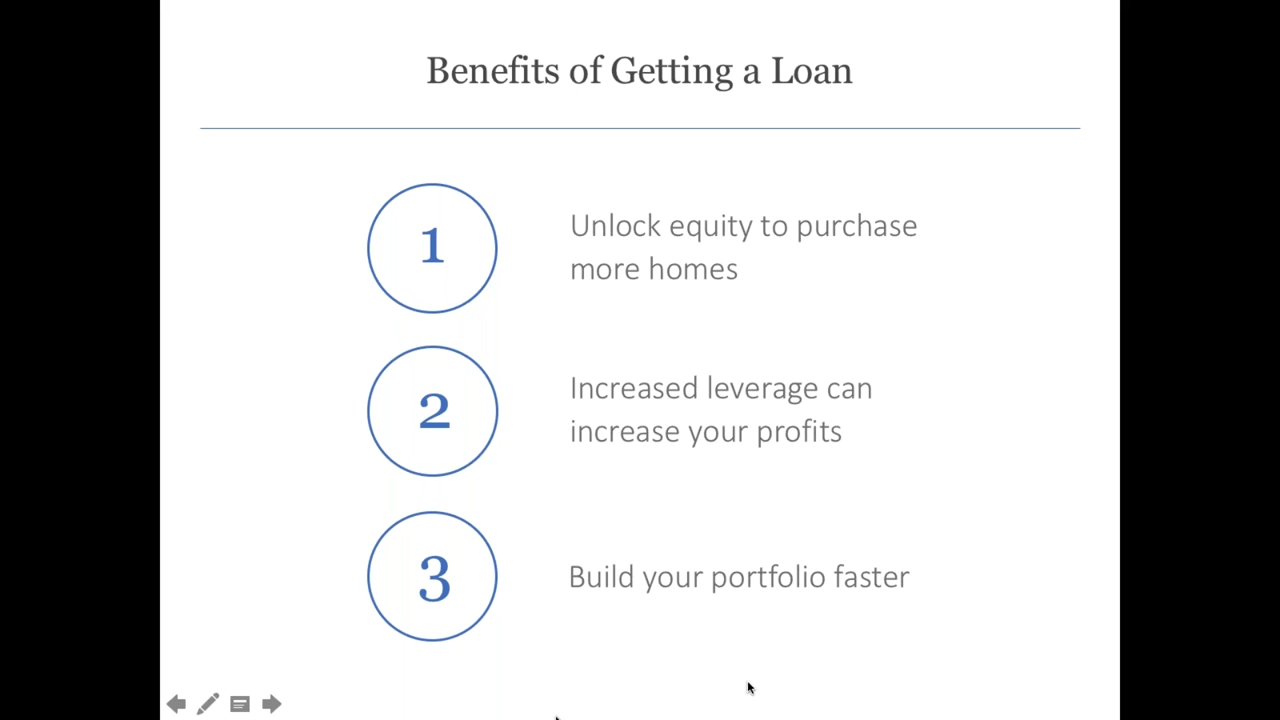 Benefits of Getting a Loan
1
Unlock equity to purchase
more homes
2
Increased leverage can
increase your profits
3
Build your portfolio faster